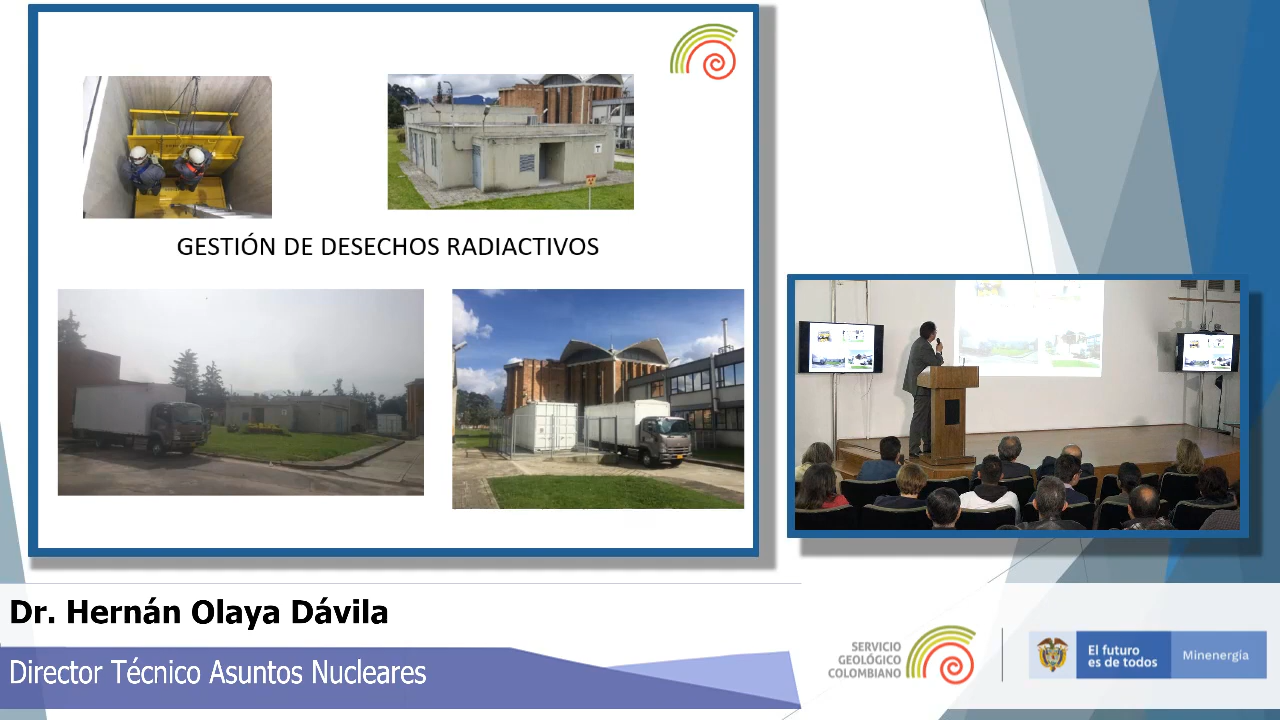 GESTIÓN DE DESECHOS RADIACTIVOS
Dr. Hernán Olaya Dávila
Director Técnico Asuntos Nucleares
SERVICIO
GEOLÓGICO
COLOMBIANO
El futuro
es de todos
Minenergía